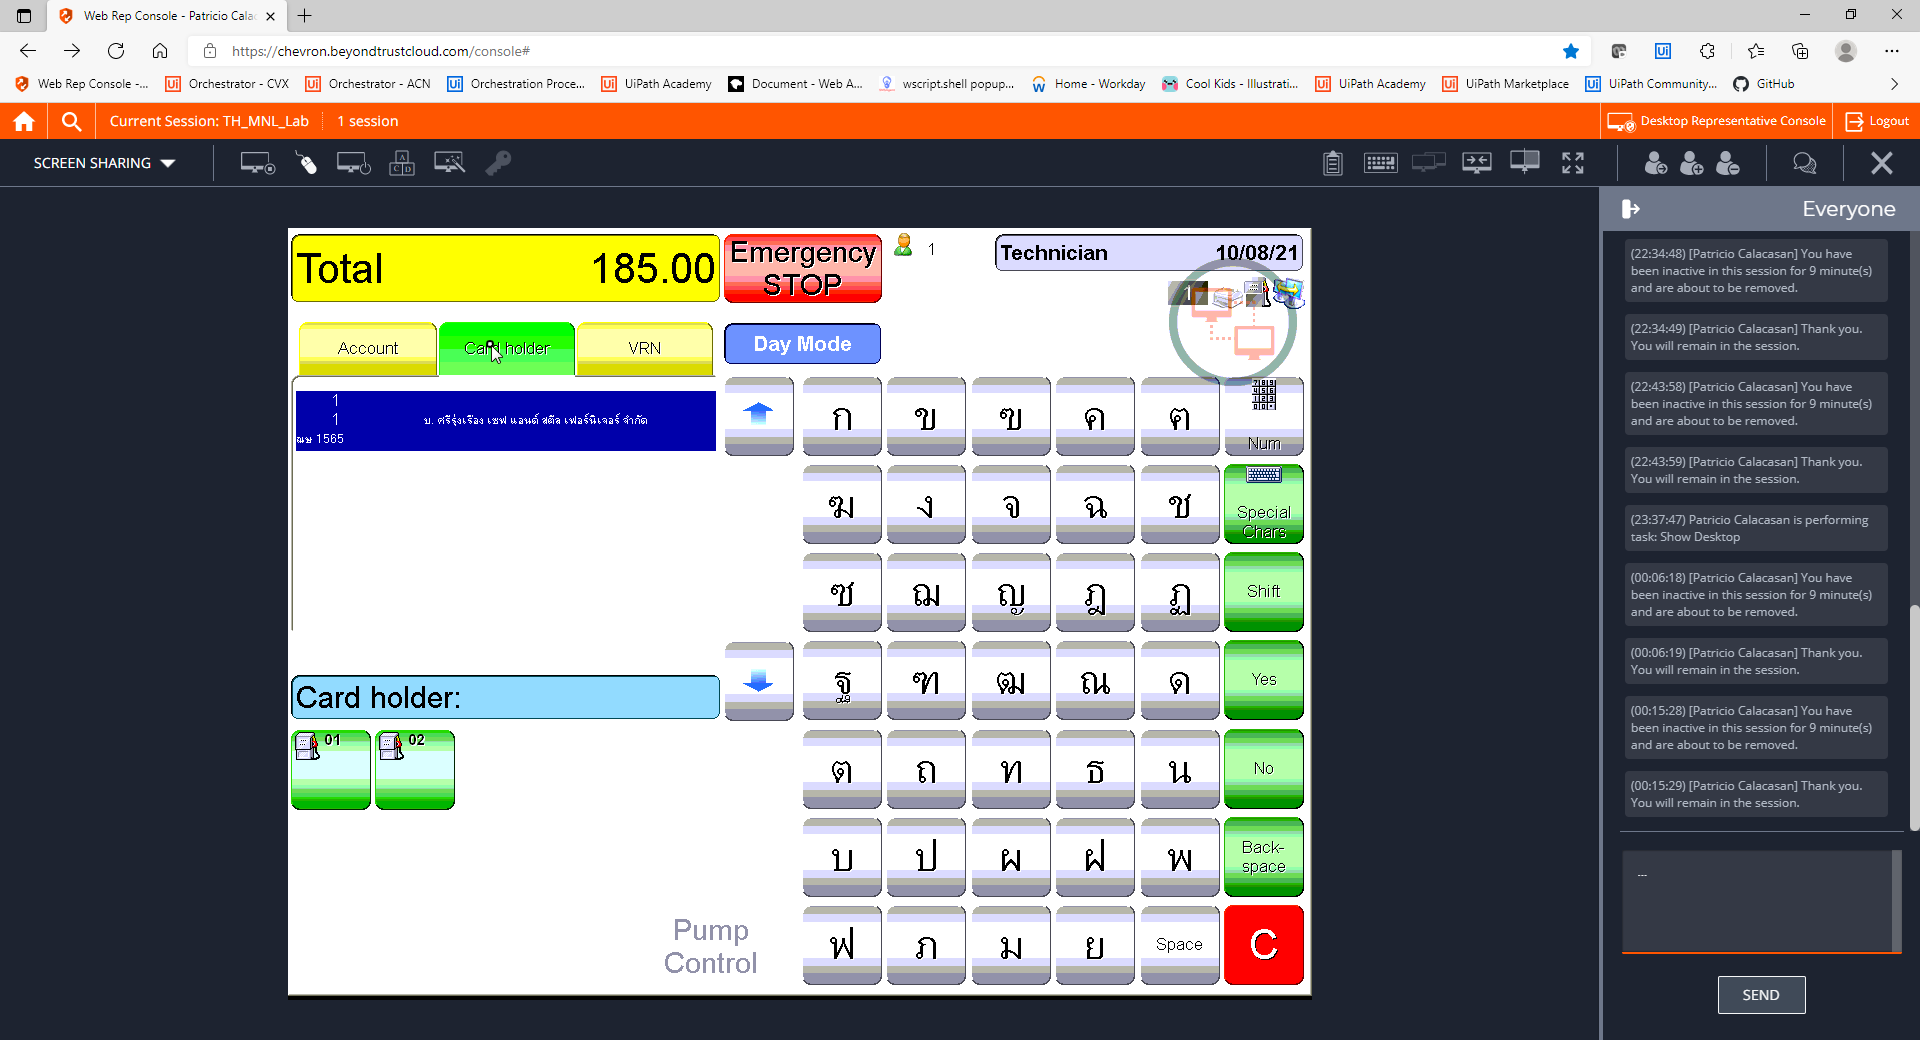 Web Rep Console - Patricio Cala
https://chevron.beyondtrustcloud.com/console#
Web Rep Console -...
Orchestrator - CVX
Orchestrator - ACN
Orchestration Proce...
UiPath Academy
Document - Web A...
wscript.shell popup...
Home - Workday
Cool Kids - Illustrati...
UiPath Academy
UiPath Marketplace
UiPath Community...
GitHub
Current Session: TH_MNL_Lab
1 session
Desktop Representative Console
Logout
SCREEN SHARING
Everyone
Total 185.00
Emergency
STOP
1
Technician 10/08/21
1
Account
Card holder
VRN
Day Mode
1
1 บ. ศรีรุ่งเรือง เชฟ แอนด์ สตีล เฟอร์นิเจอร์ จำกัด
ฌษ 1565
ก ข ฃ ค ฅ
Num
ฆ ง จ ฉ ช
Special
Chars
ซ ฌ ญ ฎ ฏ
Shift
ฐ ฑ ฒ ณ ด
Yes
ต ถ ท ธ น
No
บ ป ผ ฝ พ
Back-
space
ฟ ภ ม ย
Space
C
Card holder:
01
02
Pump
Control
(22:34:48) [Patricio Calacasan] You have
been inactive in this session for 9 minute(s)
and are about to be removed.
(22:34:49) [Patricio Calacasan] Thank you.
You will remain in the session.
(22:43:58) [Patricio Calacasan] You have
been inactive in this session for 9 minute(s)
and are about to be removed.
(22:43:59) [Patricio Calacasan] Thank you.
You will remain in the session.
(23:37:47) Patricio Calacasan is performing
task: Show Desktop
(00:06:18) [Patricio Calacasan] You have
been inactive in this session for 9 minute(s)
and are about to be removed.
(00:06:19) [Patricio Calacasan] Thank you.
You will remain in the session.
(00:15:28) [Patricio Calacasan] You have
been inactive in this session for 9 minute(s)
and are about to be removed.
(00:15:29) [Patricio Calacasan] Thank you.
You will remain in the session.
...
SEND